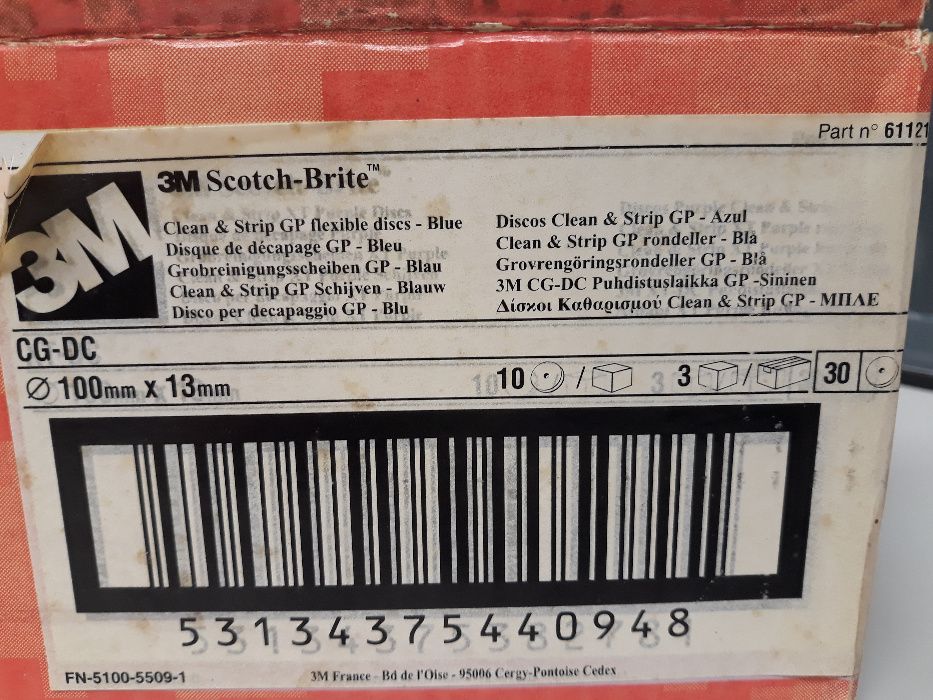 Part n° 61121
3M
3M Scotch-Brite™
Clean & Strip GP flexible discs - Blue
Disque de décapage GP - Bleu
Grobreinigungsscheiben GP - Blau
Clean & Strip GP Schijven - Blauw
Disco per decapaggio GP - Blu
Discos Clean & Strip GP - Azul
Clean & Strip GP rondeller - Blå
Grovrengöringsrondeller GP - Blå
3M CG-DC Puhdistuslaikka GP -Sininen
Δίσκοι Καθαρισμού Clean & Strip GP - ΜΠΛΕ
CG-DC
Ø 100mm x 13mm
10 / 3 / 30
53134375440948
FN-5100-5509-1
3M France - Bd de l'Oise - 95006 Cergy-Pontoise Cedex